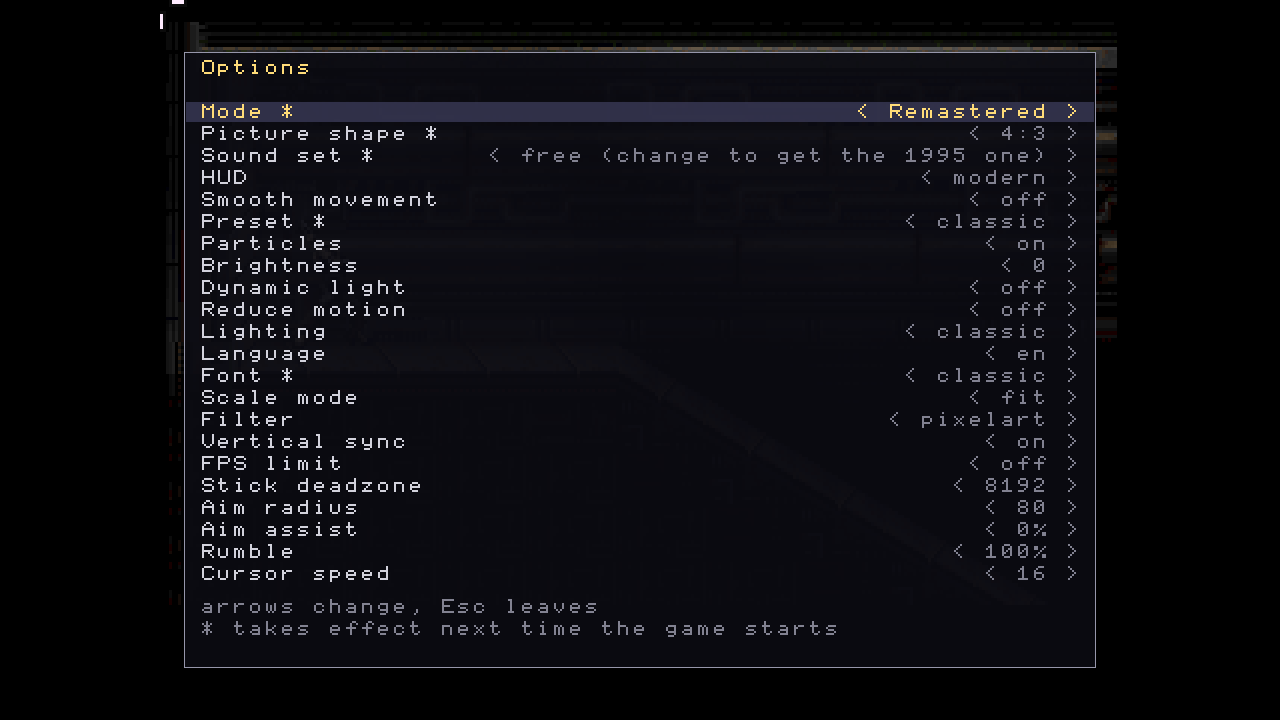 Options
Mode * < Remastered >
Picture shape * < 4:3 >
Sound set * < free (change to get the 1995 one) >
HUD < modern >
Smooth movement < off >
Preset * < classic >
Particles < on >
Brightness < 0 >
Dynamic light < off >
Reduce motion < off >
Lighting < classic >
Language < en >
Font * < classic >
Scale mode < fit >
Filter < pixelart >
Vertical sync < on >
FPS limit < off >
Stick deadzone < 8192 >
Aim radius < 80 >
Aim assist < 0% >
Rumble < 100% >
Cursor speed < 16 >
arrows change, Esc leaves
* takes effect next time the game starts